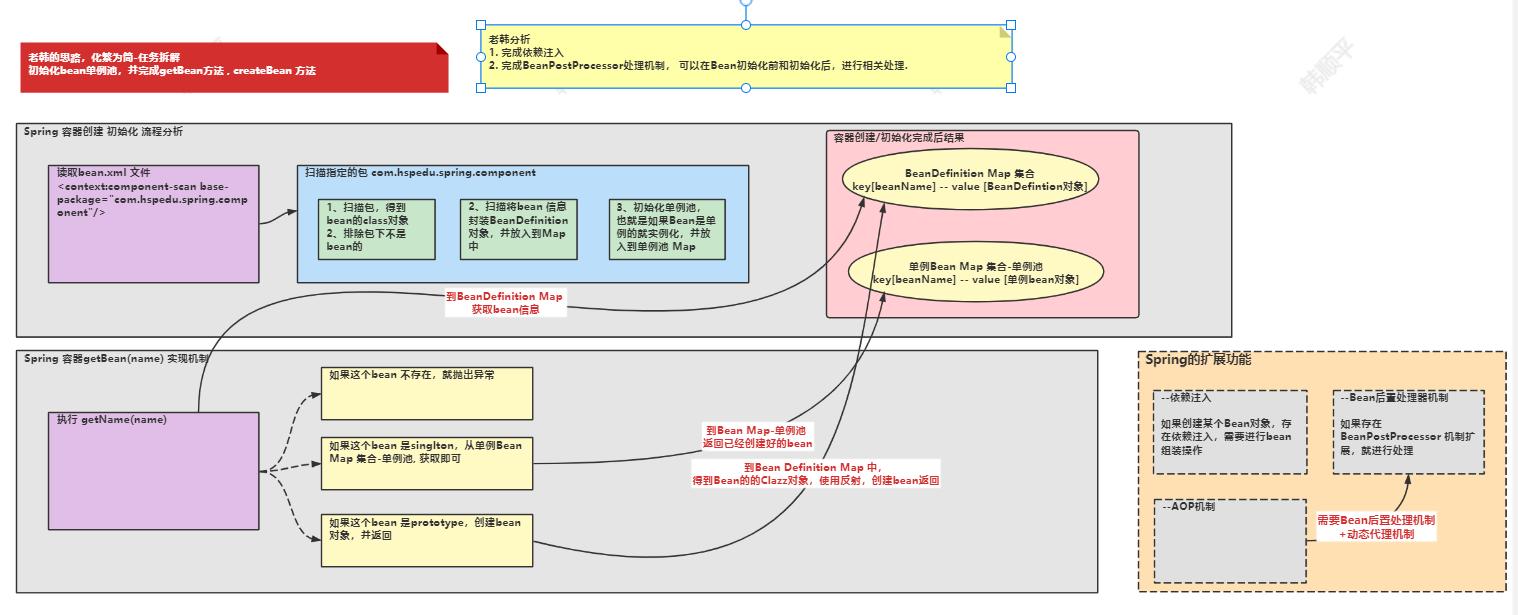 老韩的思路，化繁为简-任务拆解
初始化bean单例池，并完成getBean方法 , createBean 方法
老韩分析
1. 完成依赖注入
2. 完成BeanPostProcessor处理机制， 可以在Bean初始化前和初始化后，进行相关处理.
韩顺平
Spring 容器创建 初始化 流程分析
读取bean.xml 文件
<context:component-scan base-
package="com.hspedu.spring.comp
onent"/>
扫描指定的包 com.hspedu.spring.component
1、扫描包，得到
bean的class对象
2、排除包下不是
bean的
2、扫描将bean 信息
封装BeanDefinition
对象，并放入到Map
中
3、初始化单例池，
也就是如果Bean是单
例的就实例化，并放
入到单例池 Map
容器创建/初始化完成后结果
BeanDefinition Map 集合
key[beanName] -- value [BeanDefintion对象]
单例Bean Map 集合-单例池
key[beanName] -- value [单例bean对象]
到BeanDefinition Map
获取bean信息
Spring 容器getBean(name) 实现机制
执行 getName(name)
如果这个bean 不存在，就抛出异常
如果这个bean 是singlton，从单例Bean
Map 集合-单例池, 获取即可
如果这个bean 是prototype，创建bean
对象，并返回
到Bean Map-单例池
返回已经创建好的bean
到Bean Definition Map 中，
得到Bean的的Clazz对象，使用反射，创建bean返回
Spring的扩展功能
--依赖注入
如果创建某个Bean对象，存
在依赖注入，需要进行bean
组装操作
--Bean后置处理器机制
如果存在
BeanPostProcessor 机制扩
展，就进行处理
--AOP机制
需要Bean后置处理机制
+动态代理机制